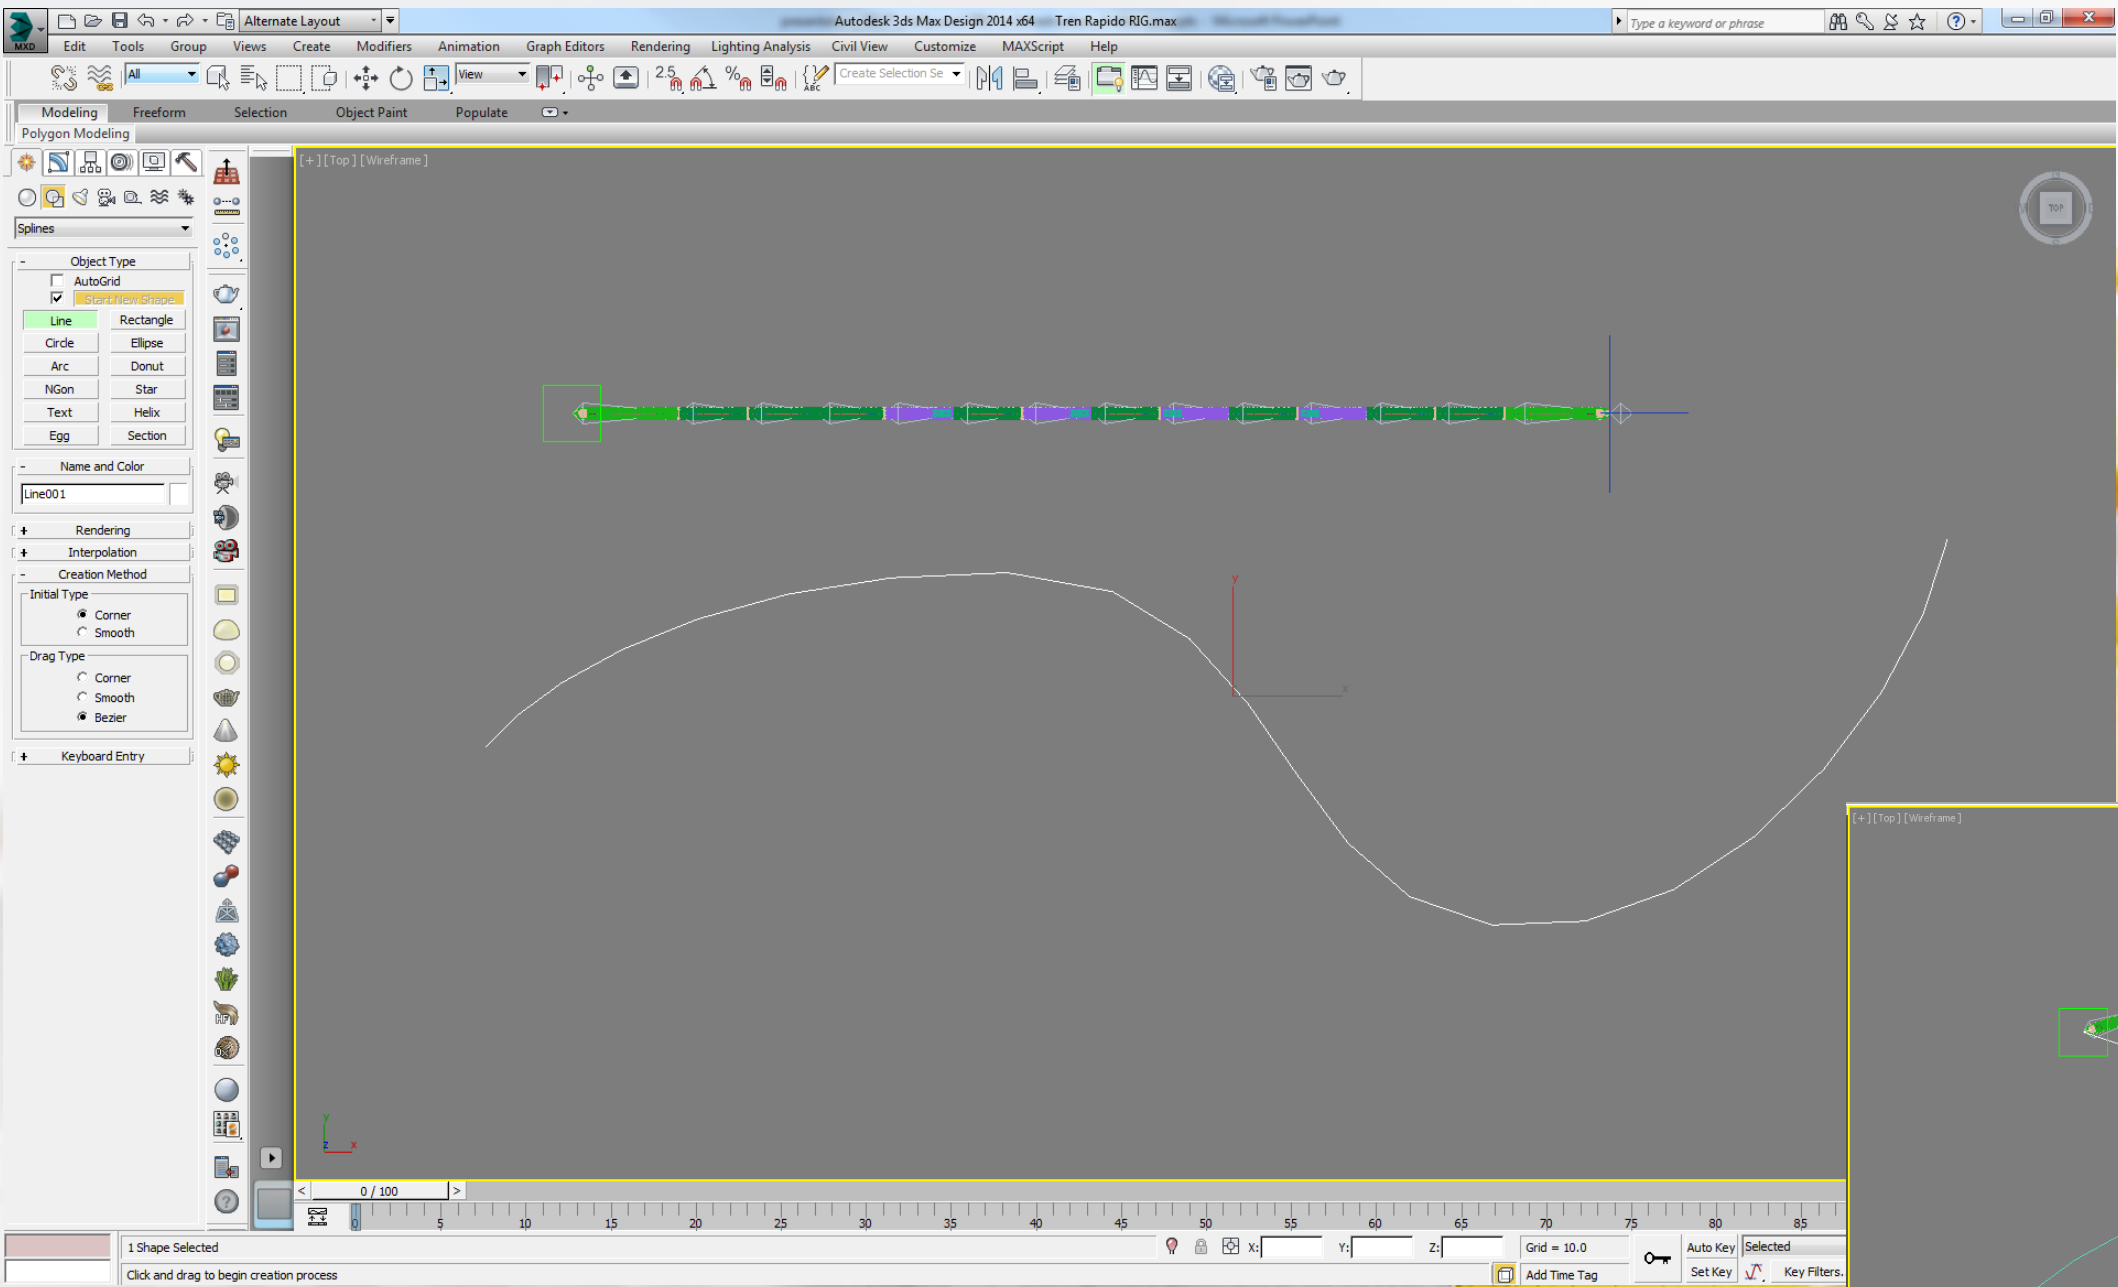 Alternate Layout
Autodesk 3ds Max Design 2014 x64 Tren Rapido RIG.max
Type a keyword or phrase
MXD
Edit Tools Group Views Create Modifiers Animation Graph Editors Rendering Lighting Analysis Civil View Customize MAXScript Help
All
View
2.5
%
ABC
Create Selection Se
Modeling Freeform Selection Object Paint Populate
Polygon Modeling
[+][Top][Wireframe]
TOP
Splines
- Object Type
AutoGrid
Start New Shape
Line Rectangle
Circle Ellipse
Arc Donut
NGon Star
Text Helix
Egg Section
- Name and Color
Line001
+ Rendering
+ Interpolation
- Creation Method
Initial Type
Corner
Smooth
Drag Type
Corner
Smooth
Bezier
+ Keyboard Entry
y
x
HF
[+][Top][Wireframe]
y
z x
< 0 / 100 >
0 5 10 15 20 25 30 35 40 45 50 55 60 65 70 75 80 85
1 Shape Selected
X: Y: Z: Grid = 10.0
Auto Key Selected
Click and drag to begin creation process
Add Time Tag
Set Key Key Filters.